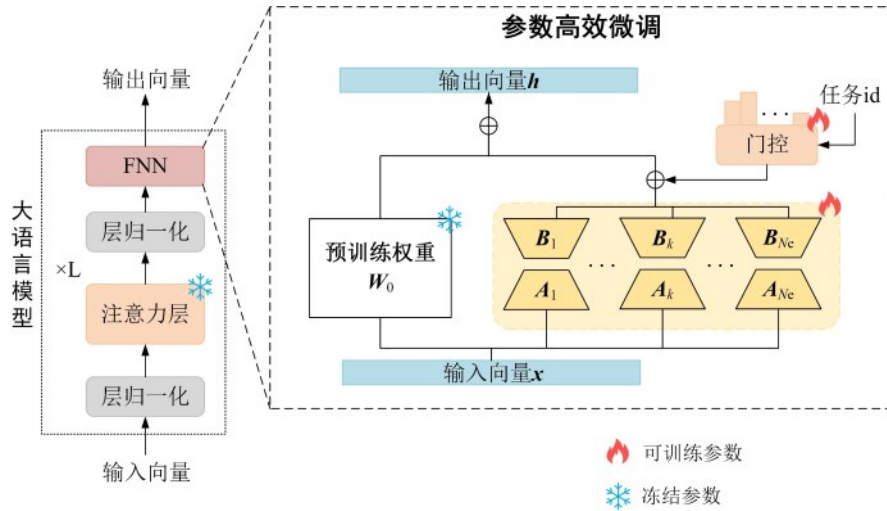 参数高效微调
输出向量
输出向量h
任务id
FNN
门控
大语言模型
层归一化
×L
预训练权重
W0
B1
Bk
BNe
注意力层
A1
Ak
ANe
层归一化
输入向量x
输入向量
可训练参数
冻结参数